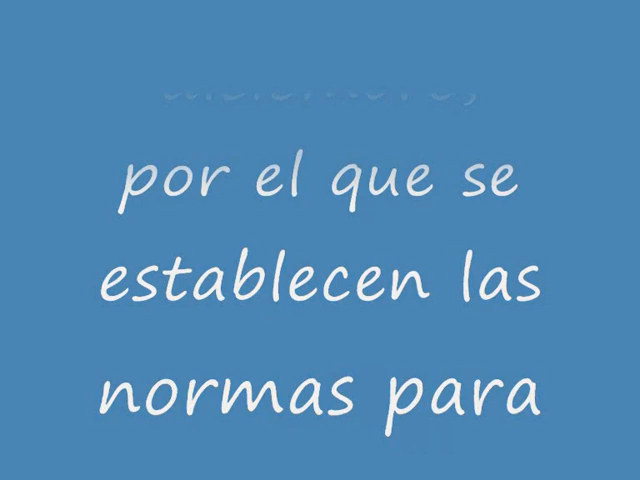 por el que se
establecen las
normas para